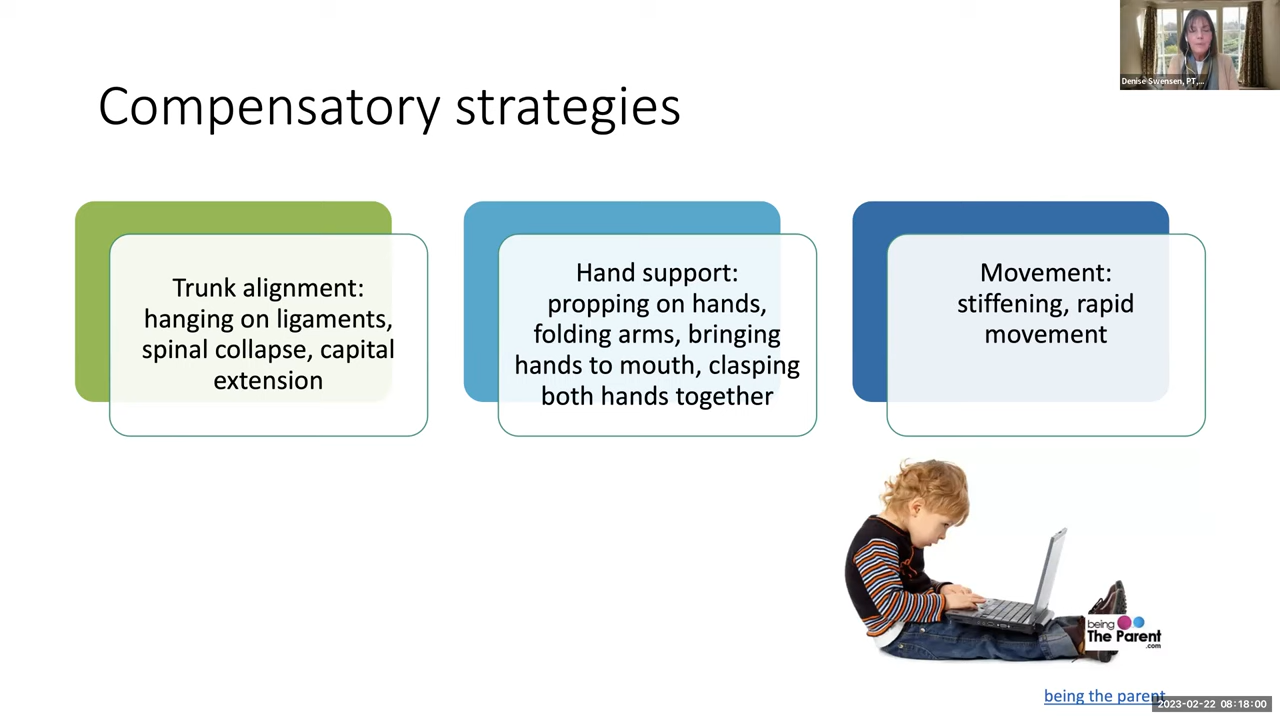 Denise Swensen, PT,...
Compensatory strategies
Trunk alignment:
hanging on ligaments,
spinal collapse, capital
extension
Hand support:
propping on hands,
folding arms, bringing
hands to mouth, clasping
both hands together
Movement:
stiffening, rapid
movement
being
The Parent
.com
being the parent
2023-02-22 08:18:00